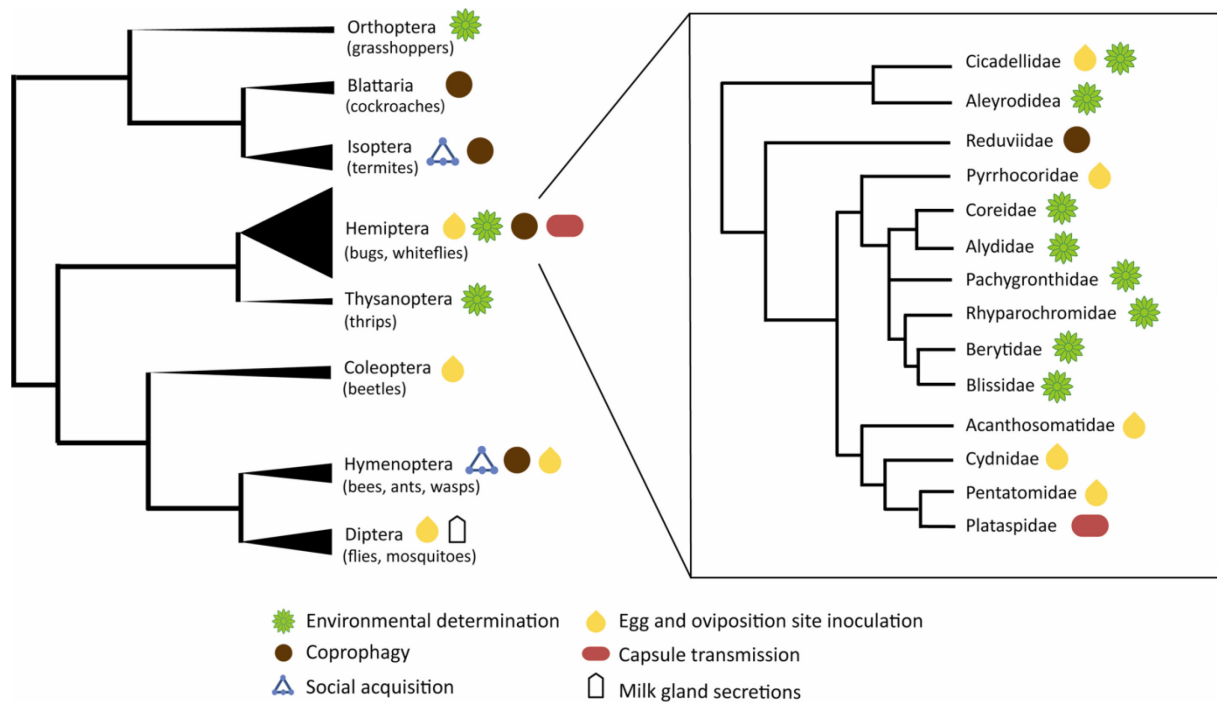 Orthoptera
(grasshoppers)
Blattaria
(cockroaches)
Isoptera
(termites)
Hemiptera
(bugs, whiteflies)
Thysanoptera
(thrips)
Coleoptera
(beetles)
Hymenoptera
(bees, ants, wasps)
Diptera
(flies, mosquitoes)
Cicadellidae
Aleyrodidea
Reduviidae
Pyrrhocoridae
Coreidae
Alydidae
Pachygronthidae
Rhyparochromidae
Berytidae
Blissidae
Acanthosomatidae
Cydnidae
Pentatomidae
Plataspidae
Environmental determination
Egg and oviposition site inoculation
Coprophagy
Capsule transmission
Social acquisition
Milk gland secretions